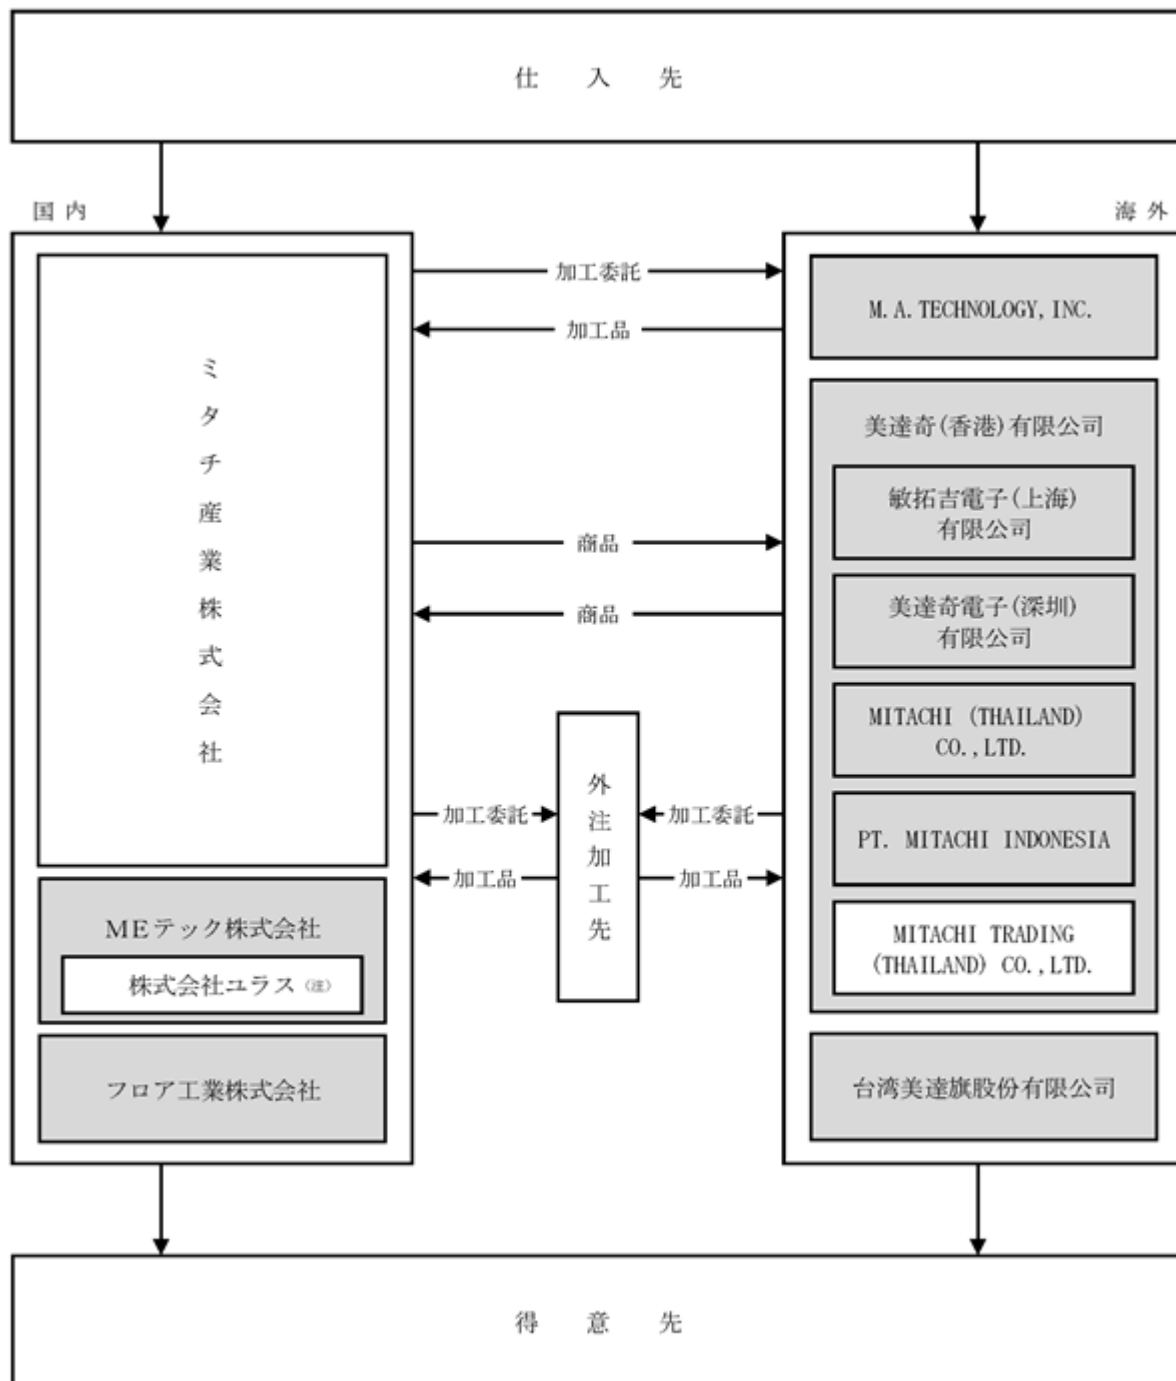 仕 入 先
国 内
海 外
ミタチ産業株式会社
MEテック株式会社
株式会社ユラス（注）
フロア工業株式会社
加工委託
加工品
商品
商品
外注加工先
加工委託
加工品
加工委託
加工品
M.A.TECHNOLOGY,INC.
美達奇(香港)有限公司
敏拓吉電子(上海)
有限公司
美達奇電子(深圳)
有限公司
MITACHI (THAILAND)
CO.,LTD.
PT. MITACHI INDONESIA
MITACHI TRADING
(THAILAND) CO.,LTD.
台湾美達旗股份有限公司
得 意 先